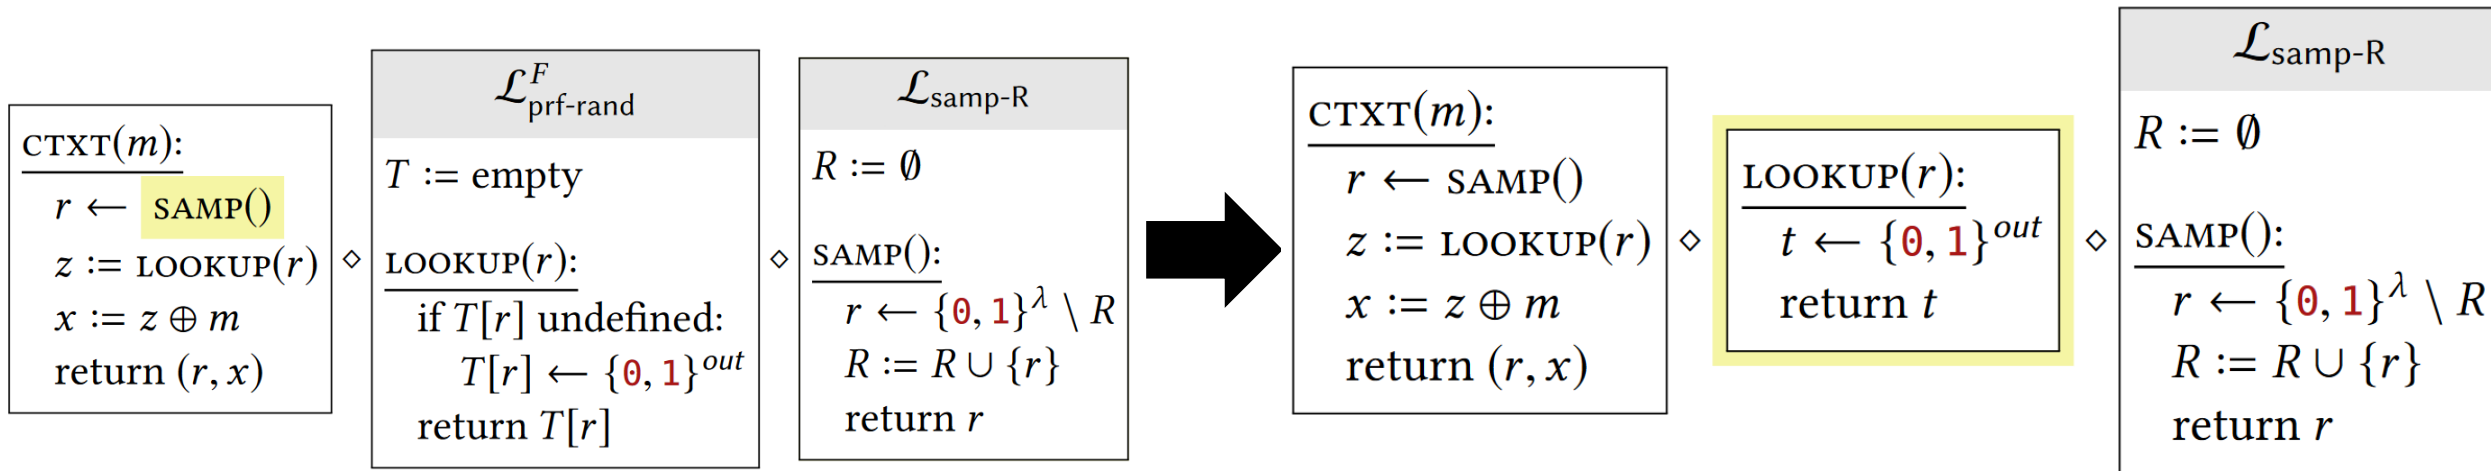 CTXT(m):
r ← SAMP()
z := LOOKUP(r)
x := z ⊕ m
return (r, x)
⋄
ℒ^F_prf-rand
T := empty
LOOKUP(r):
if T[r] undefined:
T[r] ← {0, 1}^out
return T[r]
⋄
ℒ_samp-R
R := ∅
SAMP():
r ← {0, 1}^λ \ R
R := R ∪ {r}
return r
CTXT(m):
r ← SAMP()
z := LOOKUP(r)
x := z ⊕ m
return (r, x)
⋄
LOOKUP(r):
t ← {0, 1}^out
return t
⋄
ℒ_samp-R
R := ∅
SAMP():
r ← {0, 1}^λ \ R
R := R ∪ {r}
return r